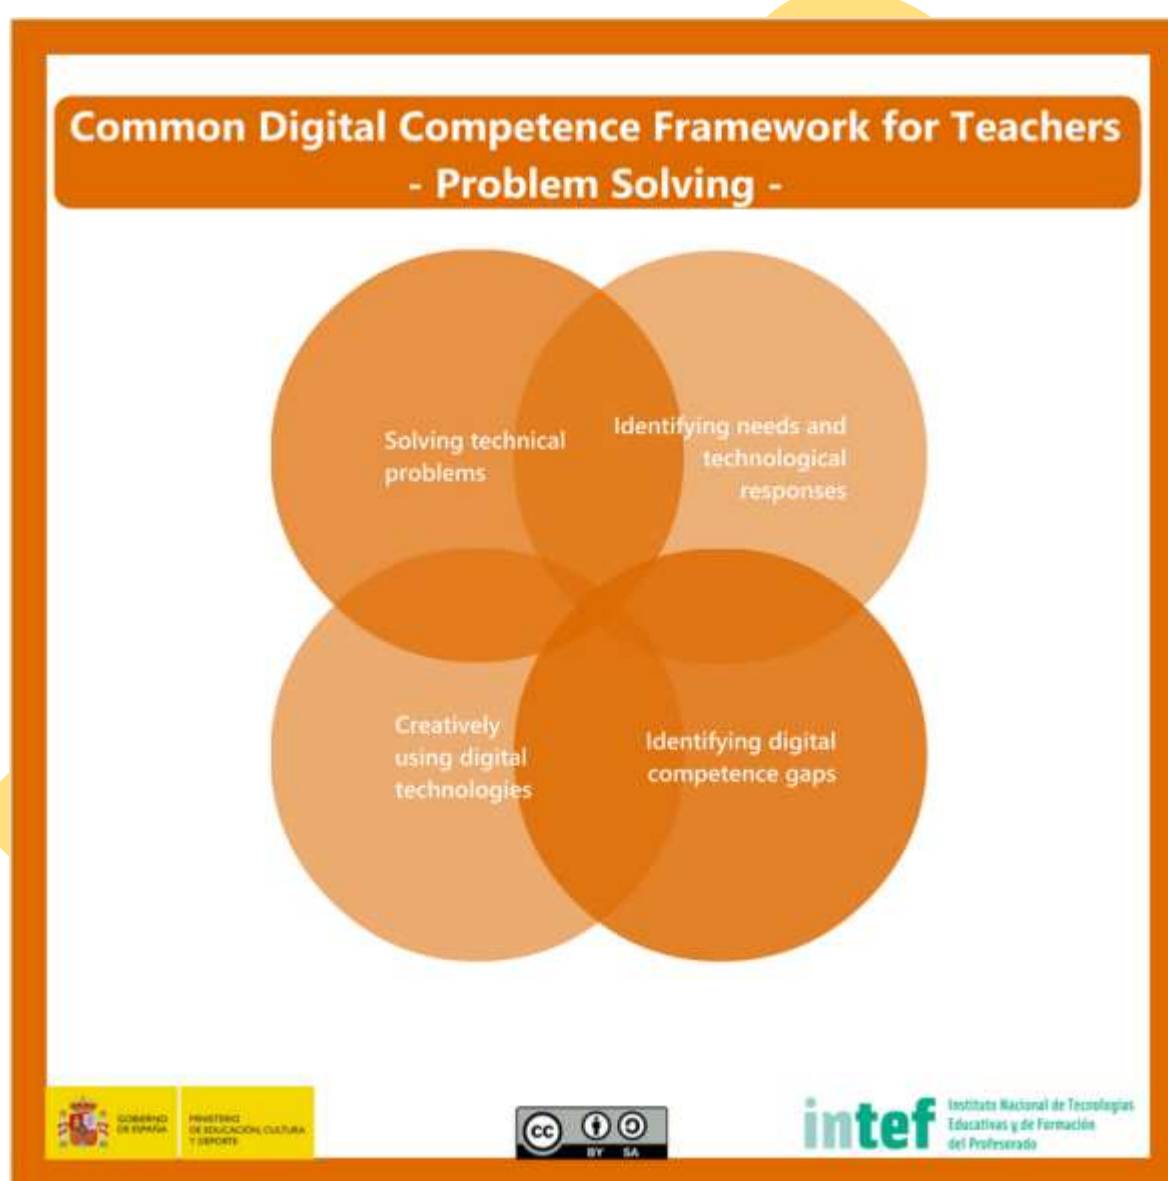 Common Digital Competence Framework for Teachers
- Problem Solving -
Solving technical
problems
Identifying needs and
technological
responses
Creatively
using digital
technologies
Identifying digital
competence gaps
GOBIERNO
DE ESPAÑA
MINISTERIO
DE EDUCACIÓN, CULTURA
Y DEPORTE
cc
BY SA
intef
Instituto Nacional de Tecnologías
Educativas y de Formación
del Profesorado